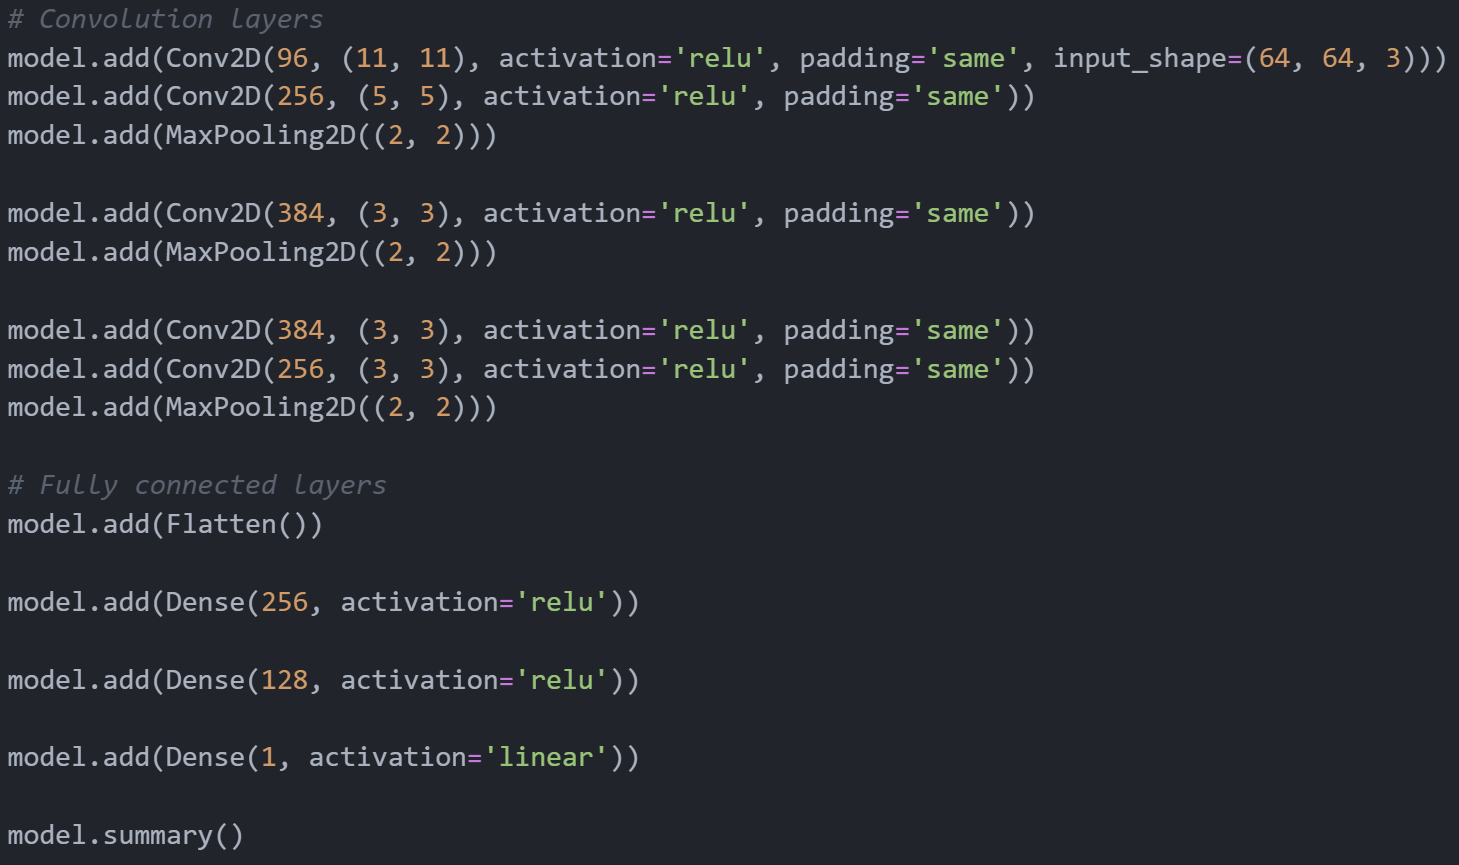 # Convolution layers
model.add(Conv2D(96, (11, 11), activation='relu', padding='same', input_shape=(64, 64, 3)))
model.add(Conv2D(256, (5, 5), activation='relu', padding='same'))
model.add(MaxPooling2D((2, 2)))
model.add(Conv2D(384, (3, 3), activation='relu', padding='same'))
model.add(MaxPooling2D((2, 2)))
model.add(Conv2D(384, (3, 3), activation='relu', padding='same'))
model.add(Conv2D(256, (3, 3), activation='relu', padding='same'))
model.add(MaxPooling2D((2, 2)))
# Fully connected layers
model.add(Flatten())
model.add(Dense(256, activation='relu'))
model.add(Dense(128, activation='relu'))
model.add(Dense(1, activation='linear'))
model.summary()